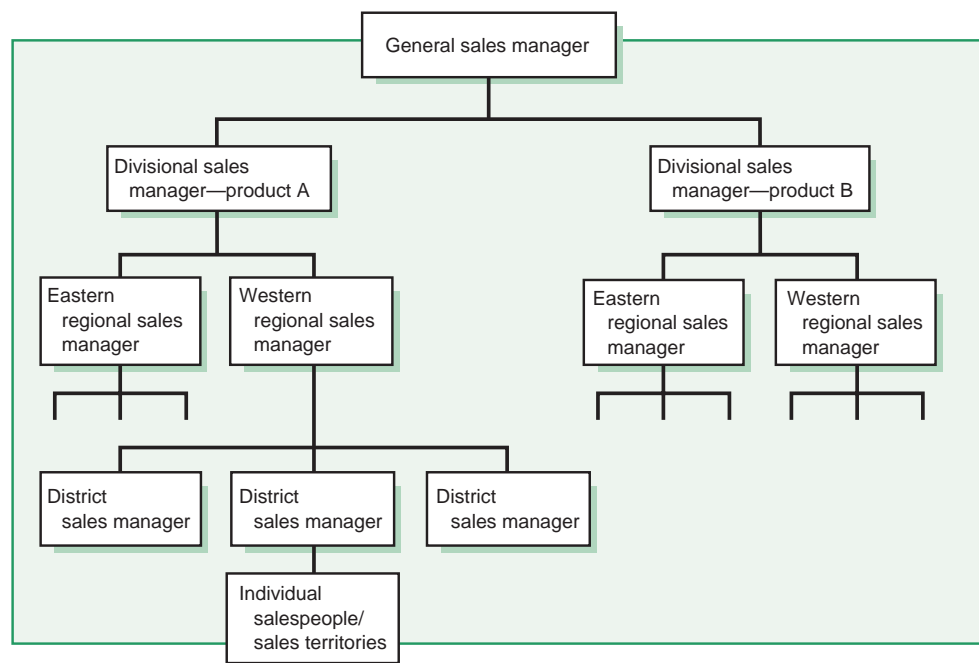 General sales manager
Divisional sales
manager—product A
Divisional sales
manager—product B
Eastern
regional sales
manager
Western
regional sales
manager
Eastern
regional sales
manager
Western
regional sales
manager
District
sales manager
District
sales manager
District
sales manager
Individual
salespeople/
sales territories